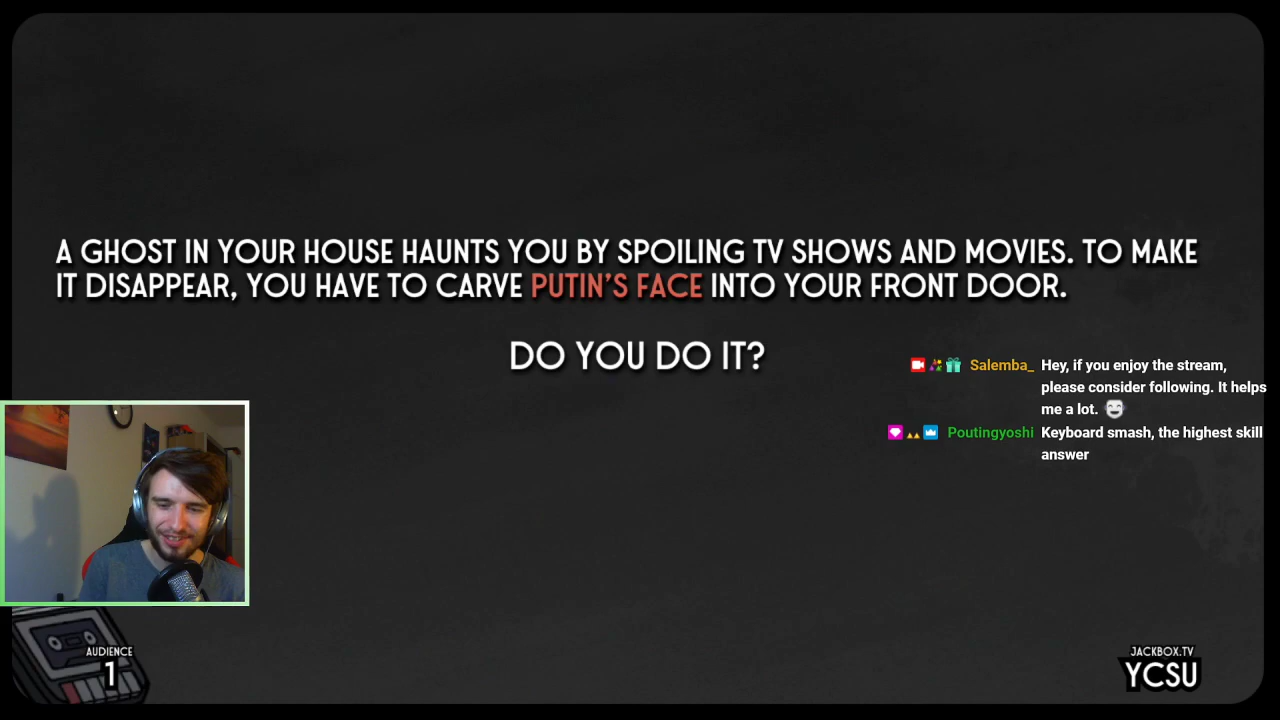 A GHOST IN YOUR HOUSE HAUNTS YOU BY SPOILING TV SHOWS AND MOVIES. TO MAKE
IT DISAPPEAR, YOU HAVE TO CARVE PUTIN'S FACE INTO YOUR FRONT DOOR.
DO YOU DO IT?
Salemba_ Hey, if you enjoy the stream,
please consider following. It helps
me a lot.
Poutingyoshi Keyboard smash, the highest skill
answer
AUDIENCE
1
JACKBOX.TV
YCSU